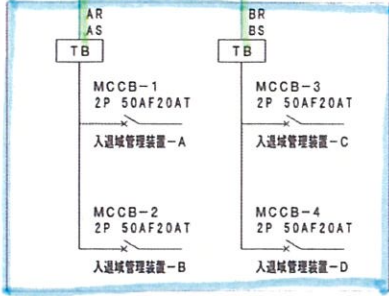 AR
AS
TB
MCCB-1
2P 50AF20AT
入退域管理装置-A
MCCB-2
2P 50AF20AT
入退域管理装置-B
BR
BS
TB
MCCB-3
2P 50AF20AT
入退域管理装置-C
MCCB-4
2P 50AF20AT
入退域管理装置-D